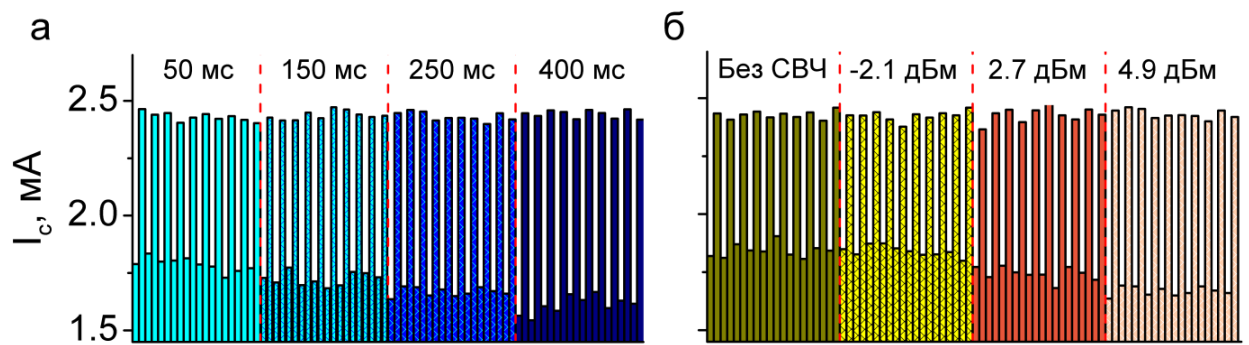 а
б
50 мс 150 мс 250 мс 400 мс
Без СВЧ -2.1 дБм 2.7 дБм 4.9 дБм
2.5
2.0
1.5
Ic, мА